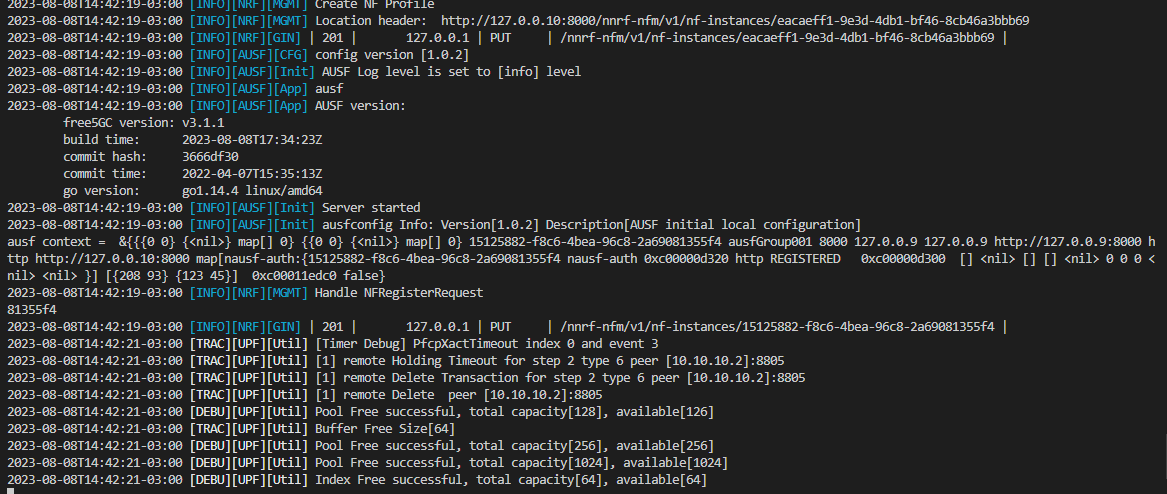 2023-08-08T14:42:19-03:00 [INFO][NRF][MGMT] Create NF Profile
2023-08-08T14:42:19-03:00 [INFO][NRF][MGMT] Location header:  http://127.0.0.10:8000/nnrf-nfm/v1/nf-instances/eacaeff1-9e3d-4db1-bf46-8cb46a3bbb69
2023-08-08T14:42:19-03:00 [INFO][NRF][GIN] | 201 |       127.0.0.1 | PUT     | /nnrf-nfm/v1/nf-instances/eacaeff1-9e3d-4db1-bf46-8cb46a3bbb69 |
2023-08-08T14:42:19-03:00 [INFO][AUSF][CFG] config version [1.0.2]
2023-08-08T14:42:19-03:00 [INFO][AUSF][Init] AUSF Log level is set to [info] level
2023-08-08T14:42:19-03:00 [INFO][AUSF][App] ausf
2023-08-08T14:42:19-03:00 [INFO][AUSF][App] AUSF version:
        free5GC version: v3.1.1
        build time:      2023-08-08T17:34:23Z
        commit hash:     3666df30
        commit time:     2022-04-07T15:35:13Z
        go version:      go1.14.4 linux/amd64
2023-08-08T14:42:19-03:00 [INFO][AUSF][Init] Server started
2023-08-08T14:42:19-03:00 [INFO][AUSF][Init] ausfconfig Info: Version[1.0.2] Description[AUSF initial local configuration]
ausf context =  &{{{0 0} {<nil>} map[] 0} {{0 0} {<nil>} map[] 0} 15125882-f8c6-4bea-96c8-2a69081355f4 ausfGroup001 8000 127.0.0.9 127.0.0.9 http://127.0.0.9:8000 h
ttp http://127.0.0.10:8000 map[nausf-auth:{15125882-f8c6-4bea-96c8-2a69081355f4 nausf-auth 0xc00000d320 http REGISTERED   0xc00000d300  [] <nil> [] [] <nil> 0 0 0 <
nil> <nil> }] [{208 93} {123 45}]  0xc00011edc0 false}
2023-08-08T14:42:19-03:00 [INFO][NRF][MGMT] Handle NFRegisterRequest
81355f4
2023-08-08T14:42:19-03:00 [INFO][NRF][GIN] | 201 |       127.0.0.1 | PUT     | /nnrf-nfm/v1/nf-instances/15125882-f8c6-4bea-96c8-2a69081355f4 |
2023-08-08T14:42:21-03:00 [TRAC][UPF][Util] [Timer Debug] PfcpXactTimeout index 0 and event 3
2023-08-08T14:42:21-03:00 [TRAC][UPF][Util] [1] remote Holding Timeout for step 2 type 6 peer [10.10.10.2]:8805
2023-08-08T14:42:21-03:00 [TRAC][UPF][Util] [1] remote Delete Transaction for step 2 type 6 peer [10.10.10.2]:8805
2023-08-08T14:42:21-03:00 [TRAC][UPF][Util] [1] remote Delete  peer [10.10.10.2]:8805
2023-08-08T14:42:21-03:00 [DEBU][UPF][Util] Pool Free successful, total capacity[128], available[126]
2023-08-08T14:42:21-03:00 [TRAC][UPF][Util] Buffer Free Size[64]
2023-08-08T14:42:21-03:00 [DEBU][UPF][Util] Pool Free successful, total capacity[256], available[256]
2023-08-08T14:42:21-03:00 [DEBU][UPF][Util] Pool Free successful, total capacity[1024], available[1024]
2023-08-08T14:42:21-03:00 [DEBU][UPF][Util] Index Free successful, total capacity[64], available[64]